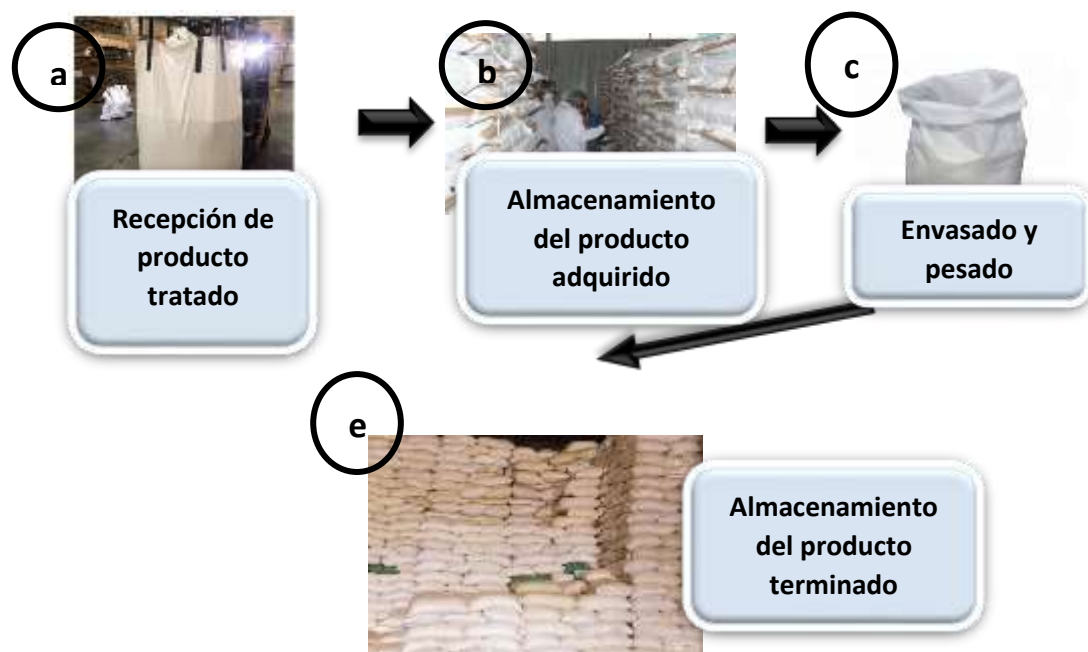 a
Recepción de
producto
tratado
b
Almacenamiento
del producto
adquirido
c
Envasado y
pesado
e
Almacenamiento
del producto
terminado